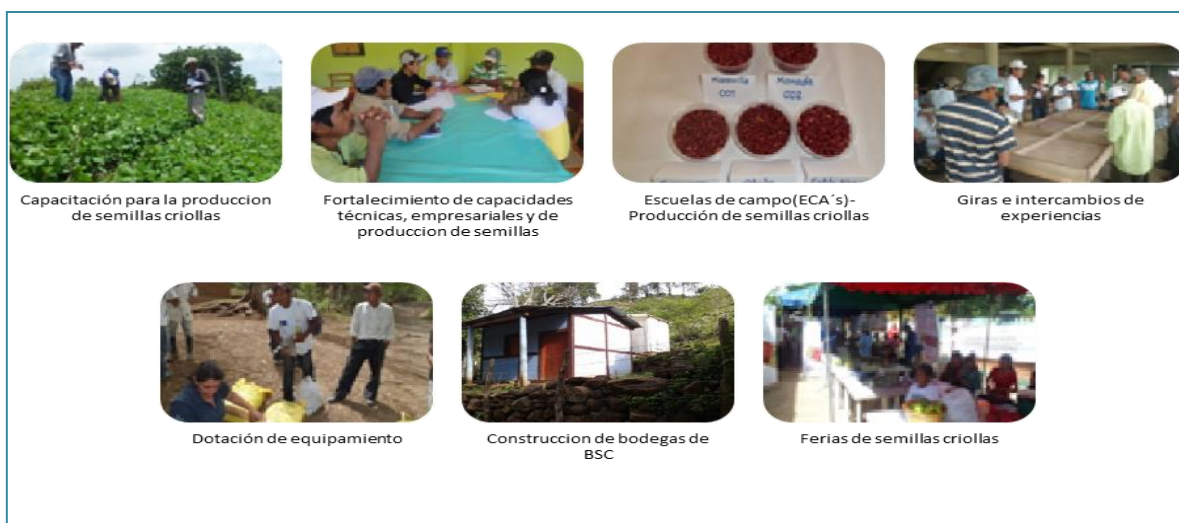 Capacitación para la produccion
de semillas criollas
Fortalecimiento de capacidades
técnicas, empresariales y de
produccion de semillas
Escuelas de campo(ECA´s)-
Producción de semillas criollas
Giras e intercambios de
experiencias
Dotación de equipamiento
Construccion de bodegas de
BSC
Ferias de semillas criollas